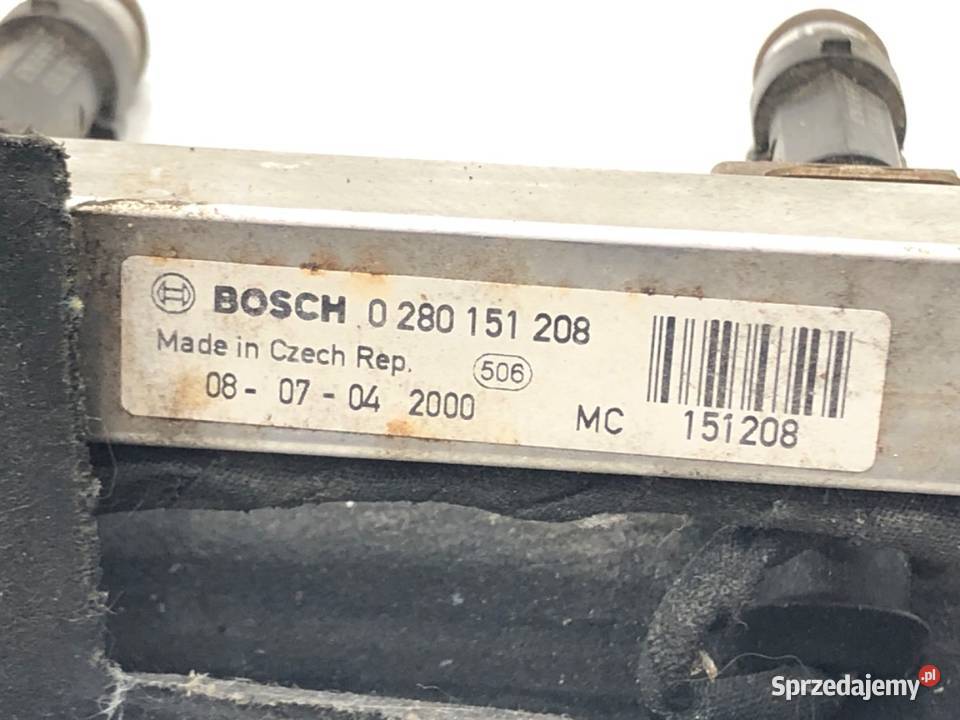 BOSCH 0 280 151 208
Made in Czech Rep. 506
08- 07 - 04 2000
MC 151208
Sprzedajemy.pl